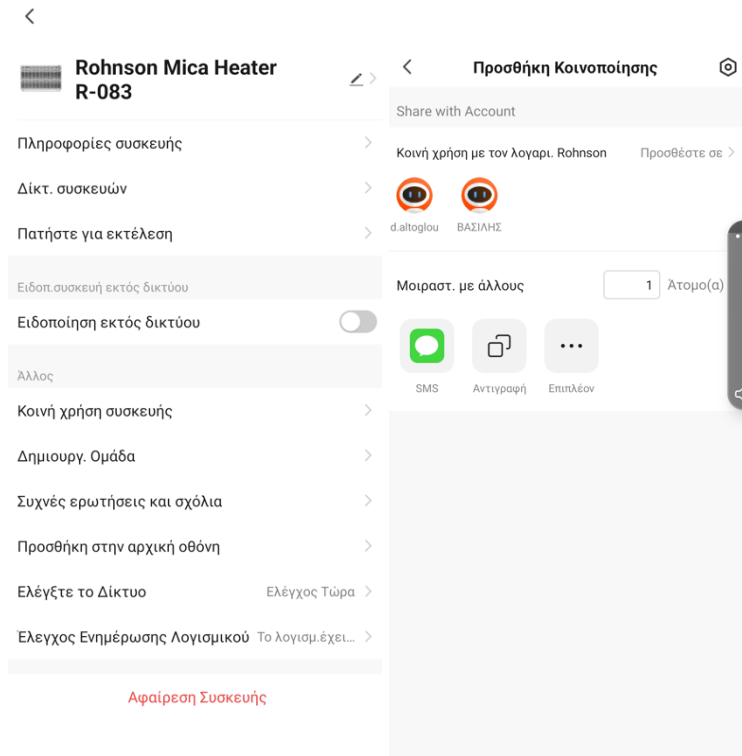 Rohnson Mica Heater
R-083
Πληροφορίες συσκευής
Δίκτ. συσκευών
Πατήστε για εκτέλεση
Ειδοπ.συσκευή εκτός δικτύου
Ειδοποίηση εκτός δικτύου
Άλλος
Κοινή χρήση συσκευής
Δημιουργ. Ομάδα
Συχνές ερωτήσεις και σχόλια
Προσθήκη στην αρχική οθόνη
Ελέγξτε το Δίκτυο Ελέγχος Τώρα
Έλεγχος Ενημέρωσης Λογισμικού Το λογισμ.έχει...
Αφαίρεση Συσκευής
Προσθήκη Κοινοποίησης
Share with Account
Κοινή χρήση με τον λογαρι. Rohnson Προσθέστε σε
d.altoglou ΒΑΣΙΛΗΣ
Μοιραστ. με άλλους 1 Άτομο(α)
SMS Αντιγραφή Επιπλέον